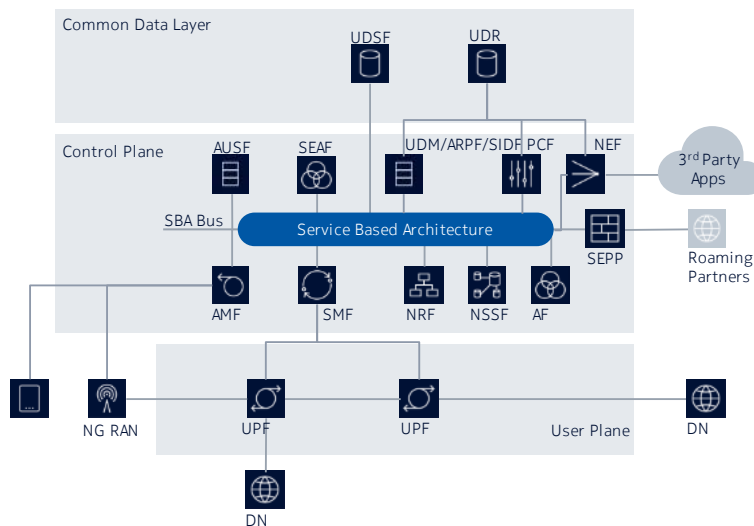 Common Data Layer
UDSF
UDR
Control Plane
AUSF
SEAF
UDM/ARPF/SIDF PCF
NEF
3rd Party
Apps
SBA Bus
Service Based Architecture
SEPP
Roaming
Partners
AMF
SMF
NRF
NSSF
AF
NG RAN
UPF
UPF
User Plane
DN
DN